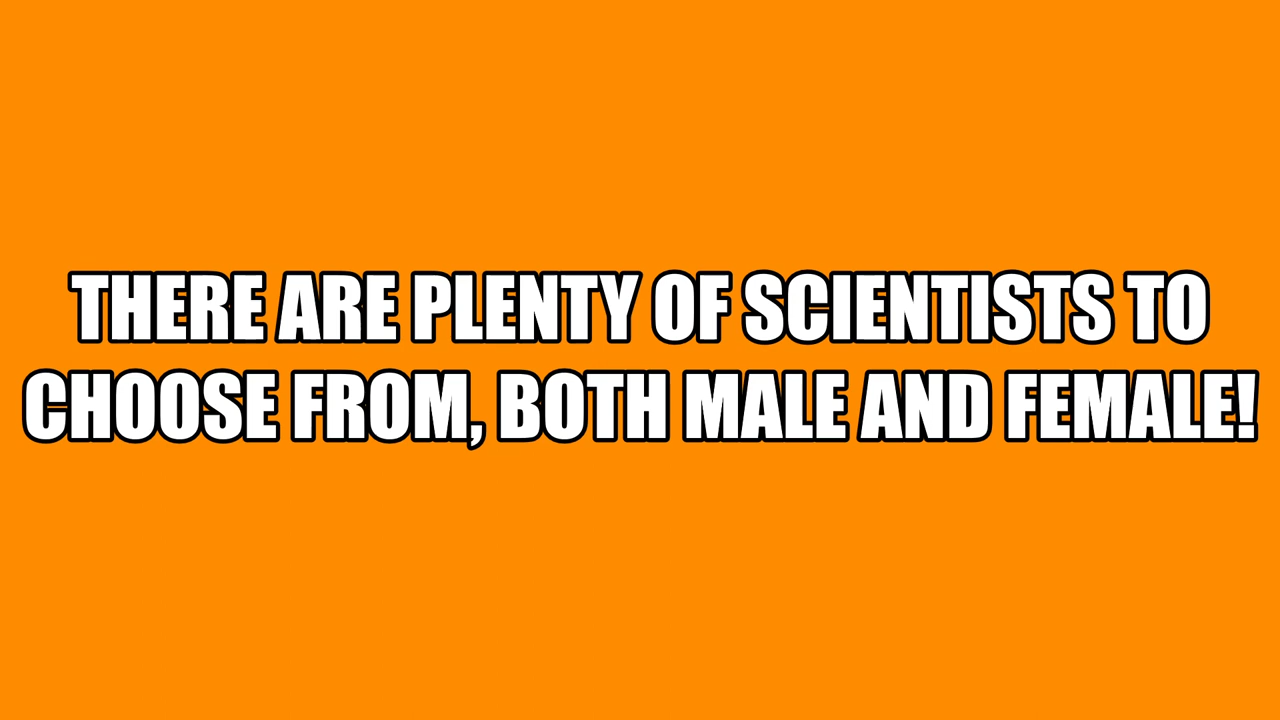 THERE ARE PLENTY OF SCIENTISTS TO
CHOOSE FROM, BOTH MALE AND FEMALE!